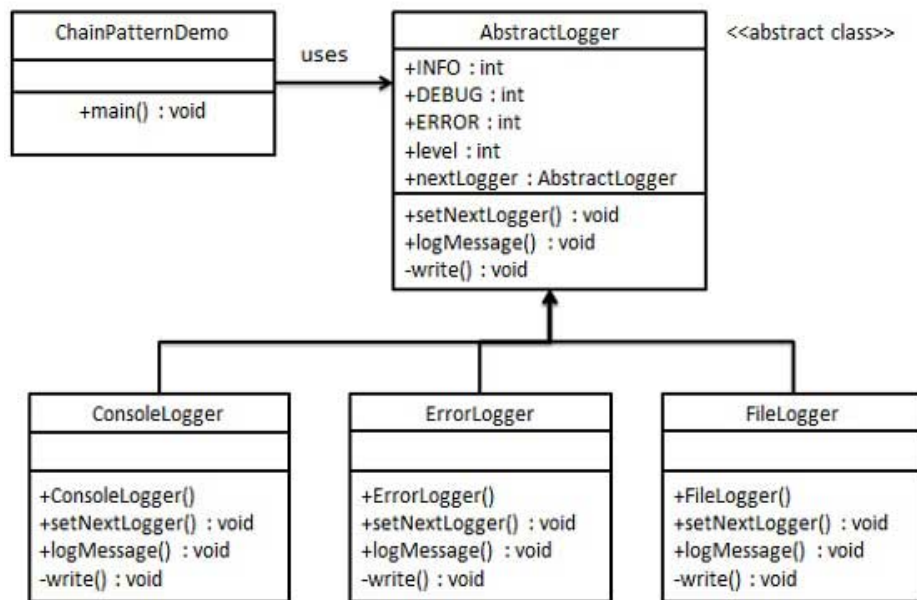 ChainPatternDemo
+main() : void
uses
AbstractLogger
+INFO : int
+DEBUG : int
+ERROR : int
+level : int
+nextLogger : AbstractLogger
+setNextLogger() : void
+logMessage() : void
-write() : void
<<abstract class>>
ConsoleLogger
+ConsoleLogger()
+setNextLogger() : void
+logMessage() : void
-write() : void
ErrorLogger
+ErrorLogger()
+setNextLogger() : void
+logMessage() : void
-write() : void
FileLogger
+FileLogger()
+setNextLogger() : void
+logMessage() : void
-write() : void